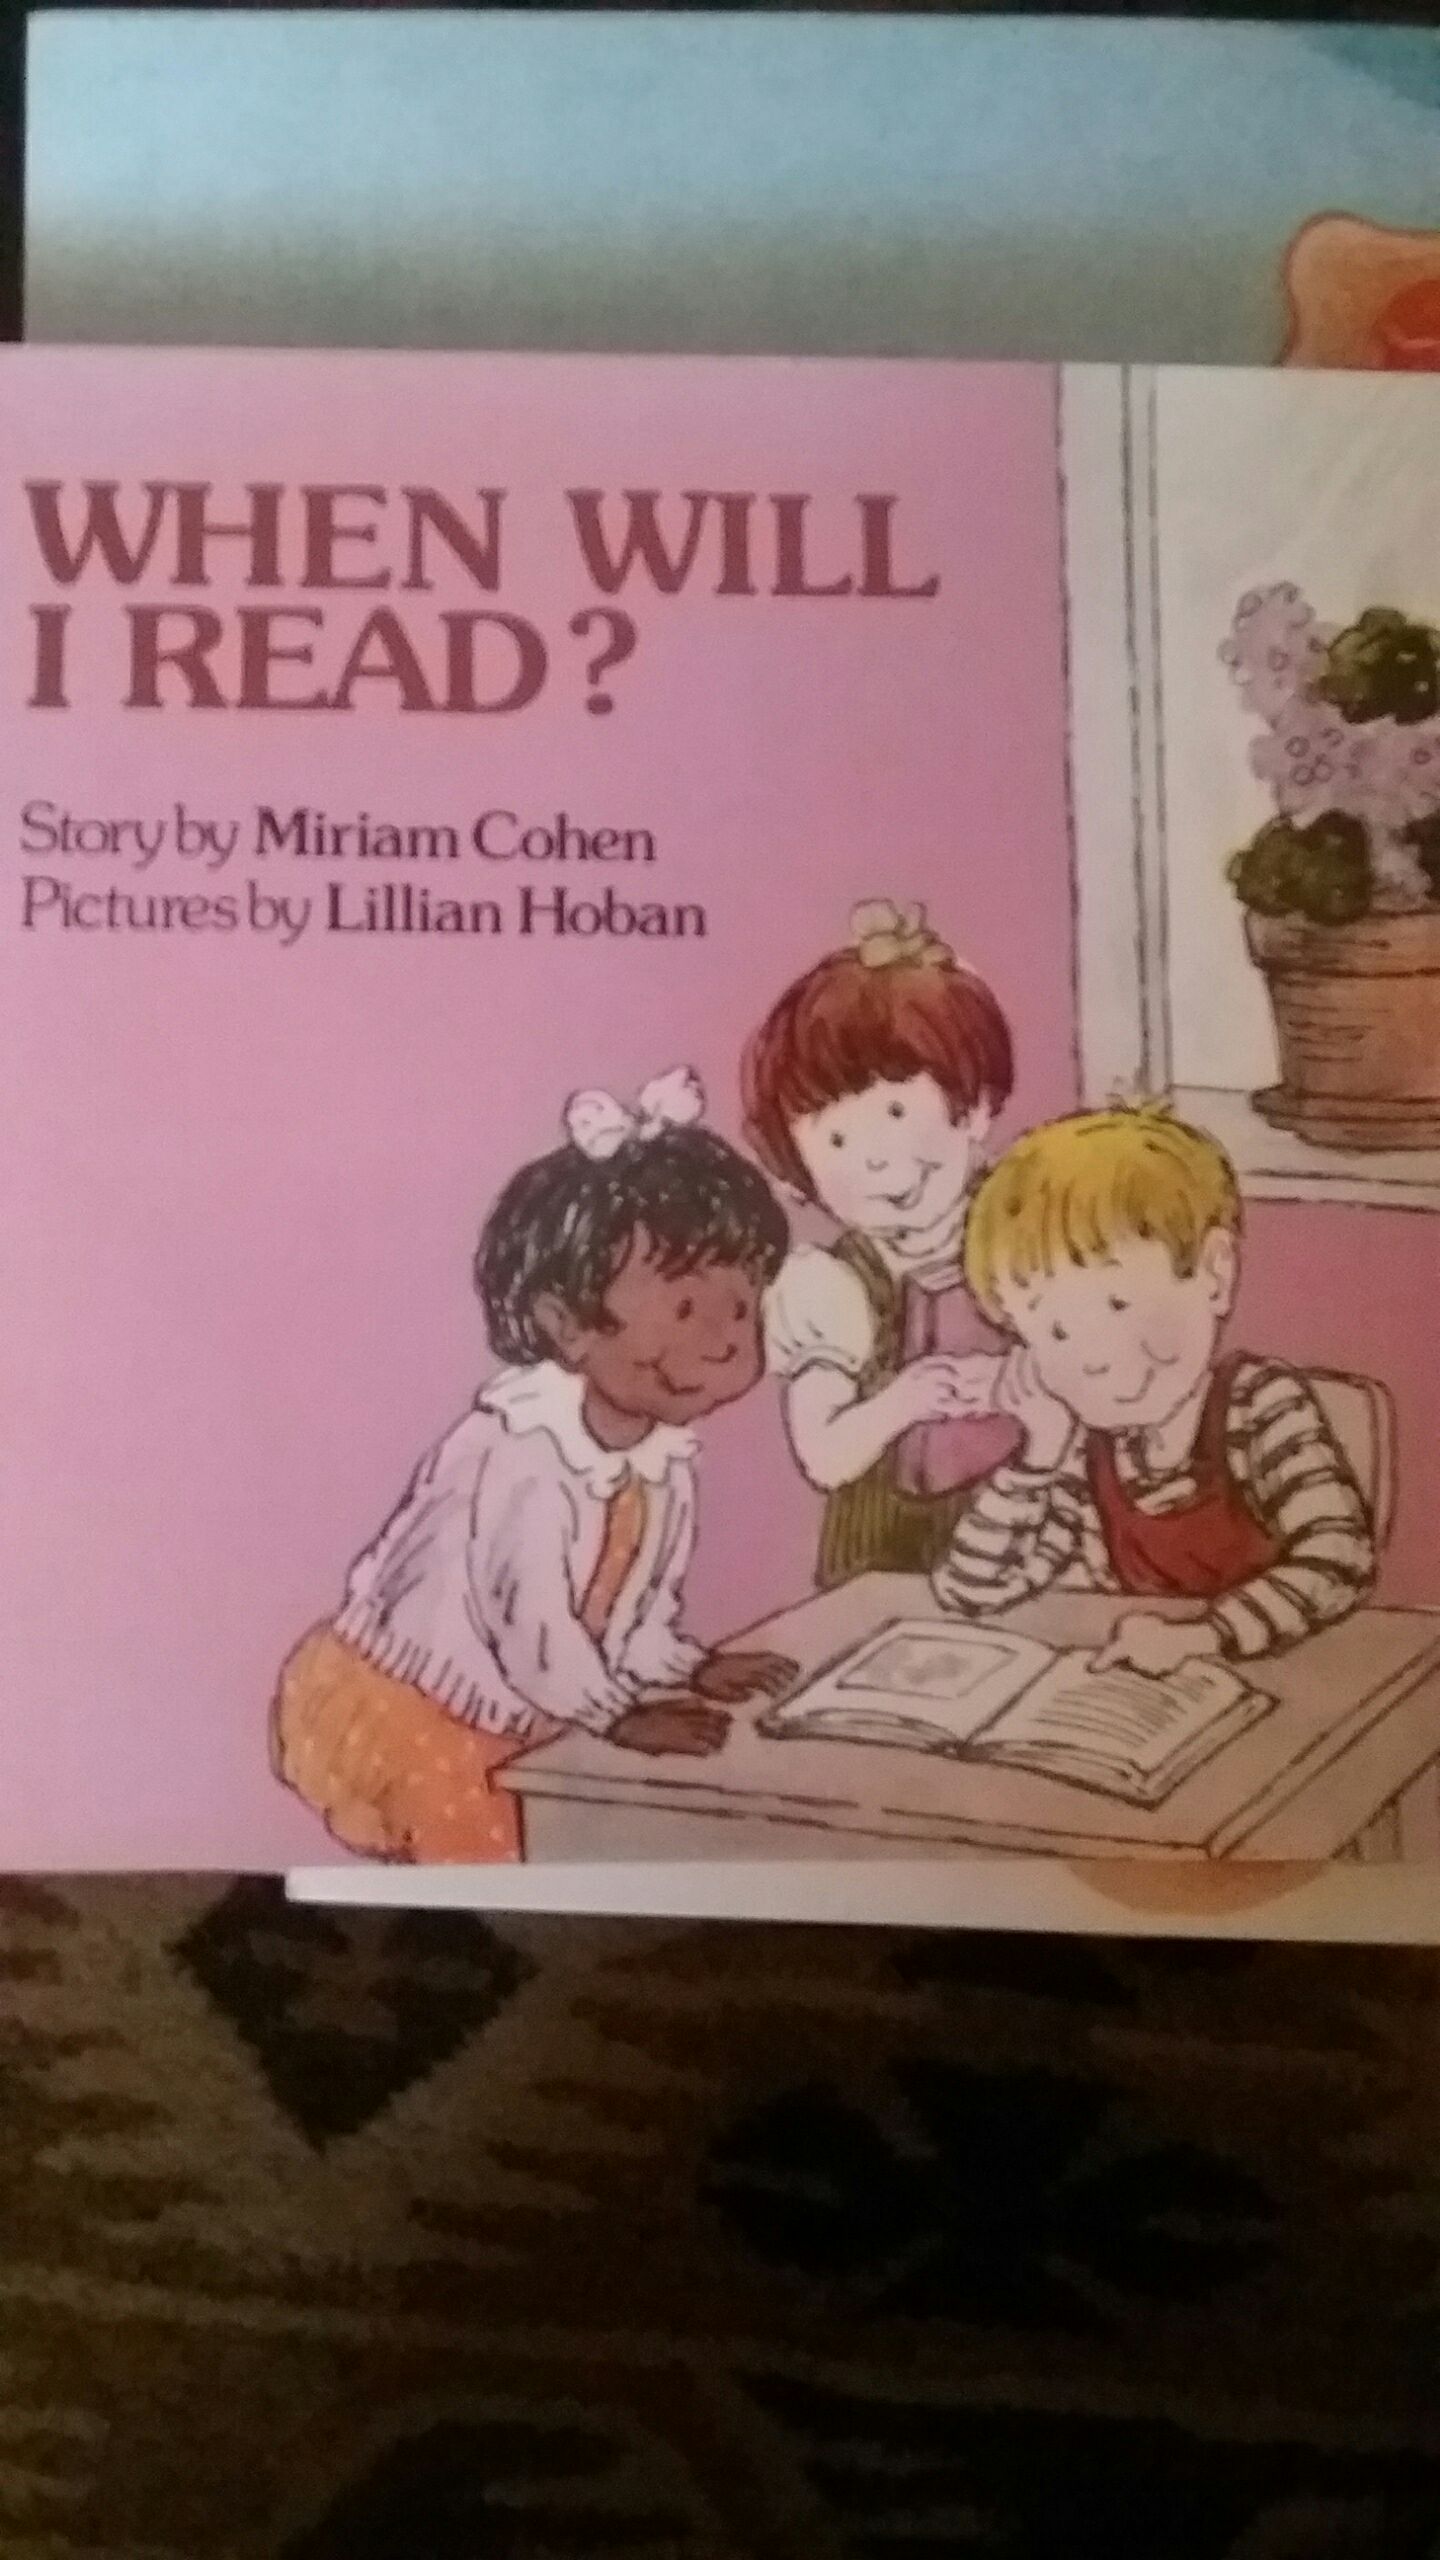 WHEN WILL
I READ?
Story by Miriam Cohen
Pictures by Lillian Hoban